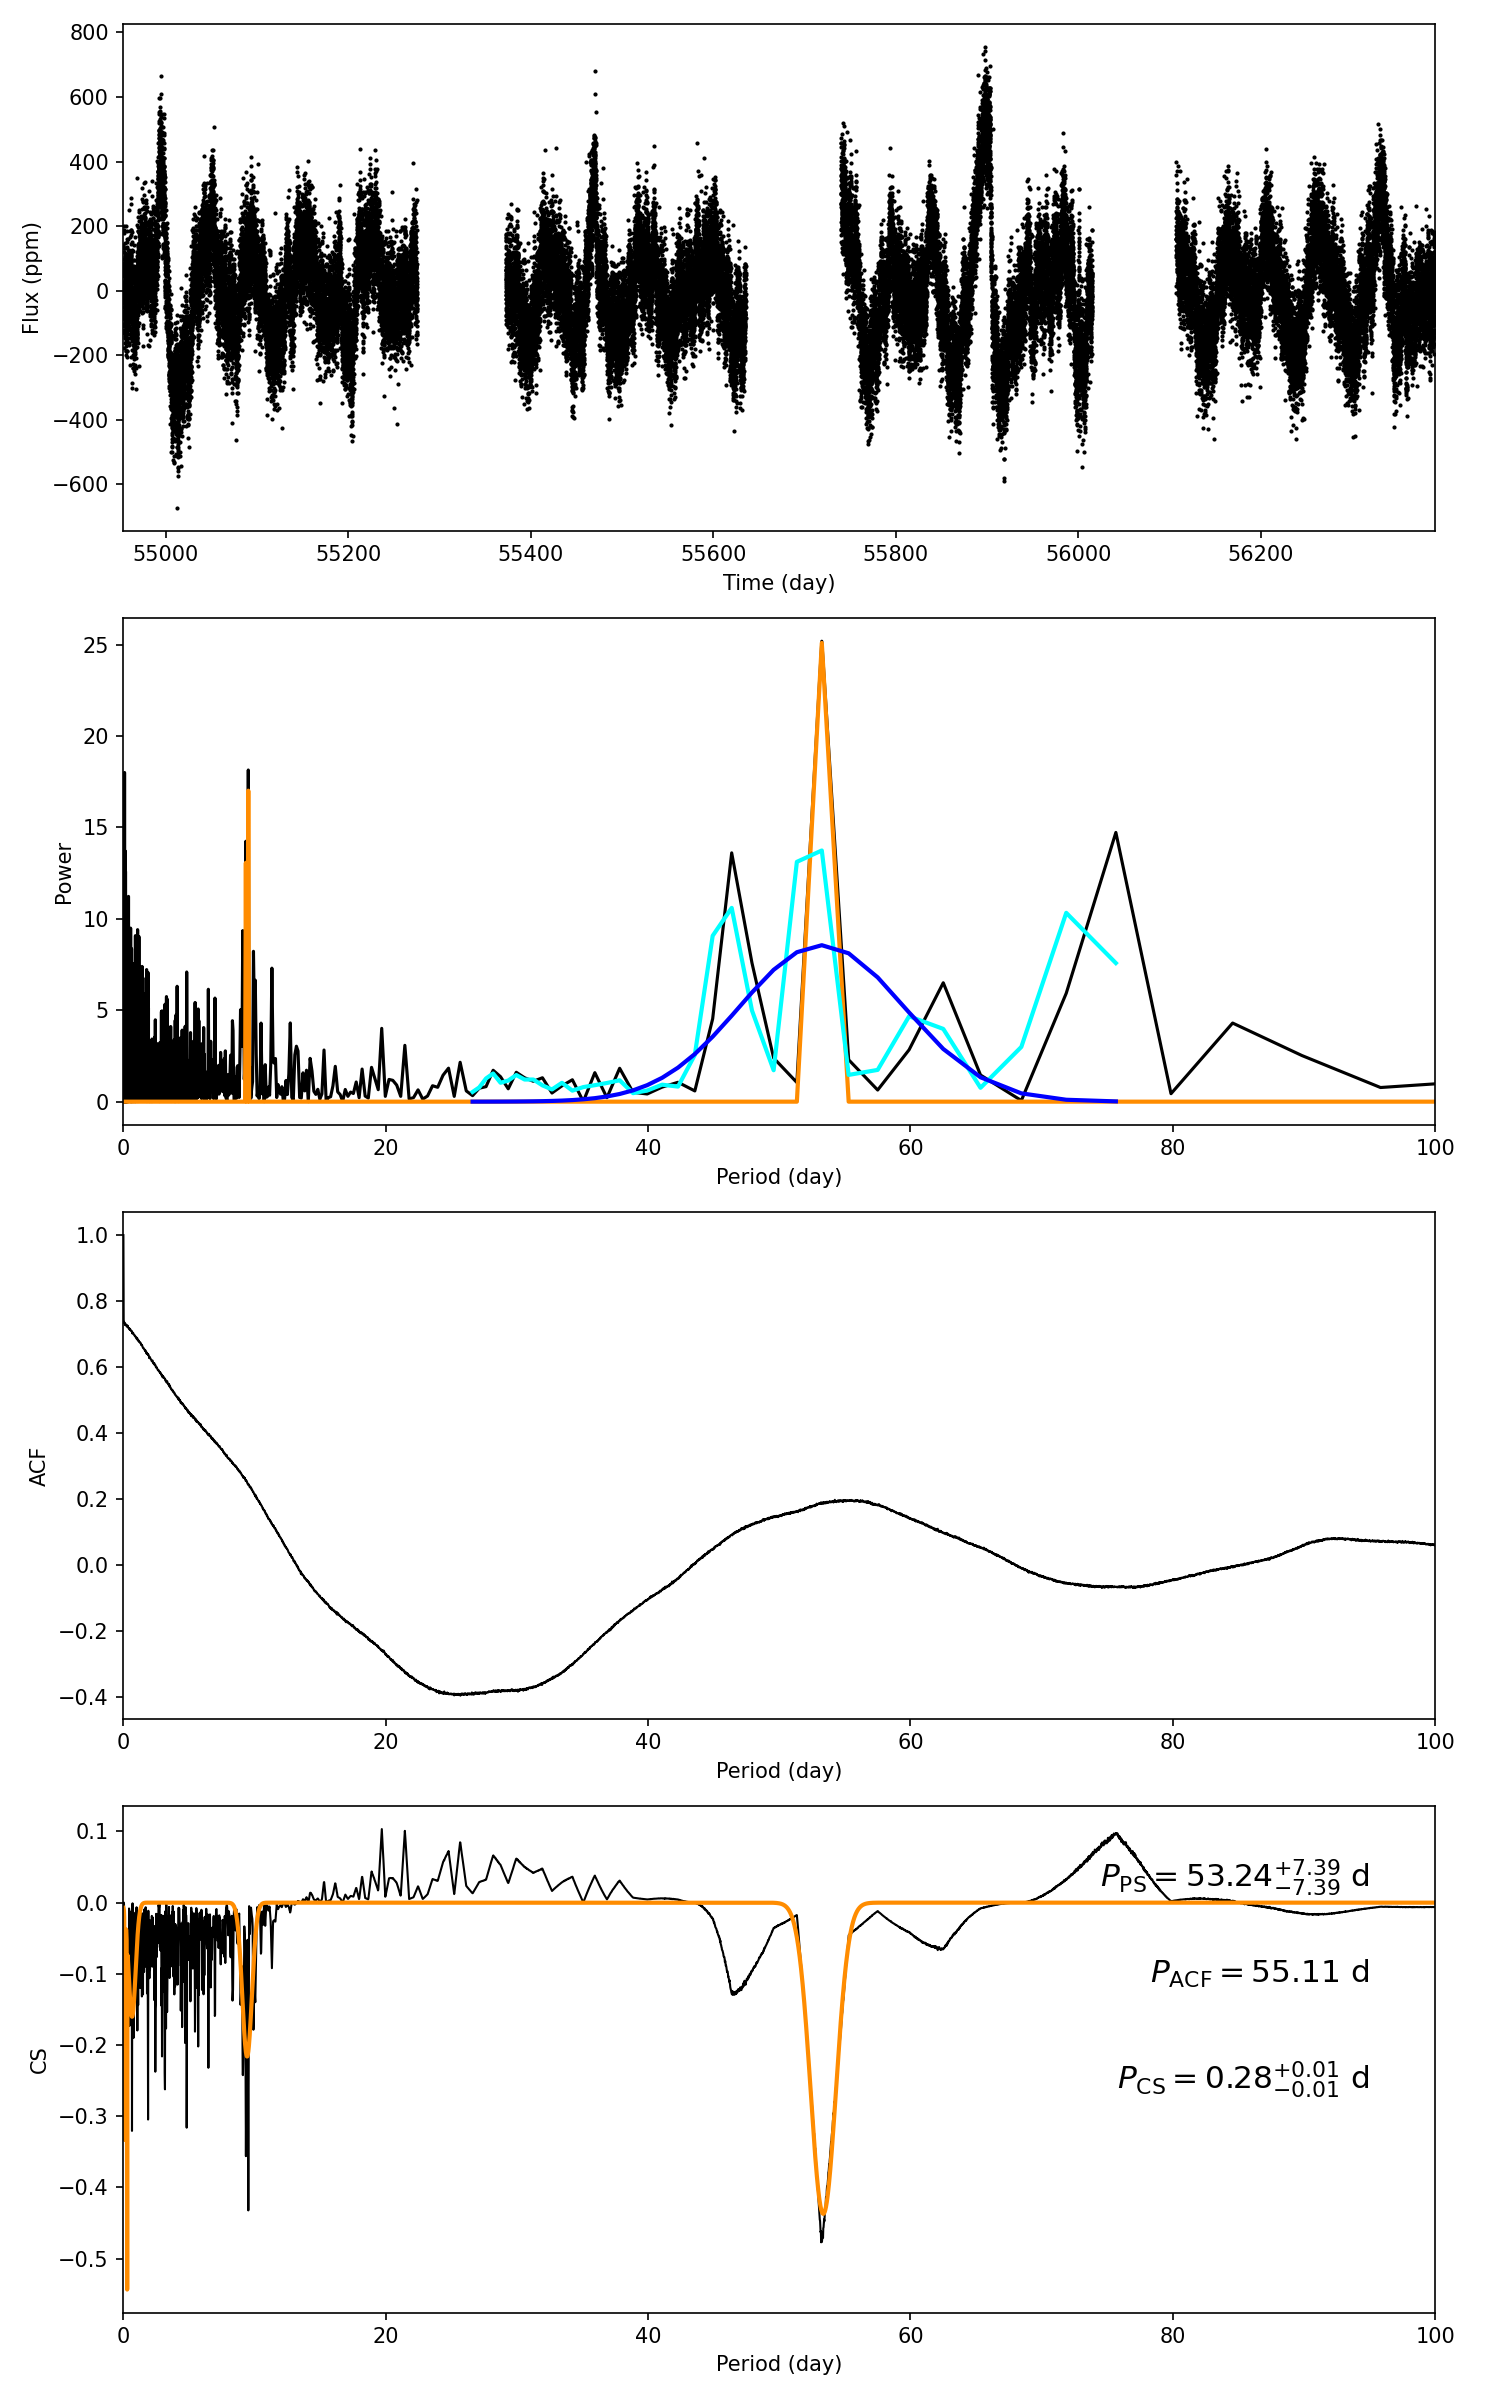 800
600
400
200
0
−200
−400
−600
Flux (ppm)
55000 55200 55400 55600 55800 56000 56200
Time (day)
25
20
15
10
5
0
Power
0 20 40 60 80 100
Period (day)
1.0
0.8
0.6
0.4
0.2
0.0
−0.2
−0.4
ACF
0 20 40 60 80 100
Period (day)
0.1
0.0
−0.1
−0.2
−0.3
−0.4
−0.5
CS
P_PS = 53.24 +7.39 −7.39 d
P_ACF = 55.11 d
P_CS = 0.28 +0.01 −0.01 d
0 20 40 60 80 100
Period (day)